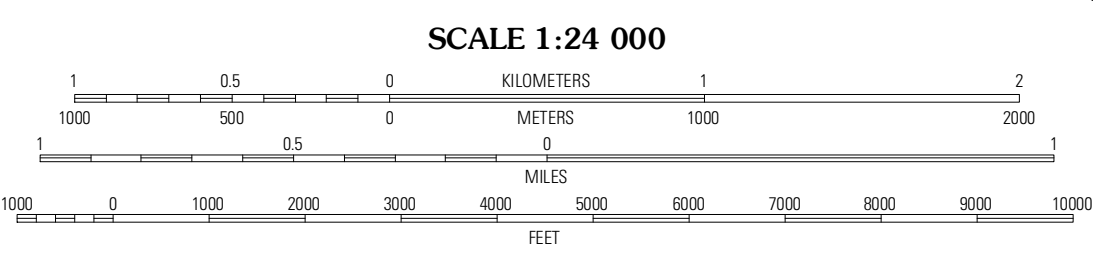 SCALE 1:24 000
1 0.5 0 KILOMETERS 1 2
1000 500 0 METERS 1000 2000
1 0.5 0 1
MILES
1000 0 1000 2000 3000 4000 5000 6000 7000 8000 9000 10000
FEET